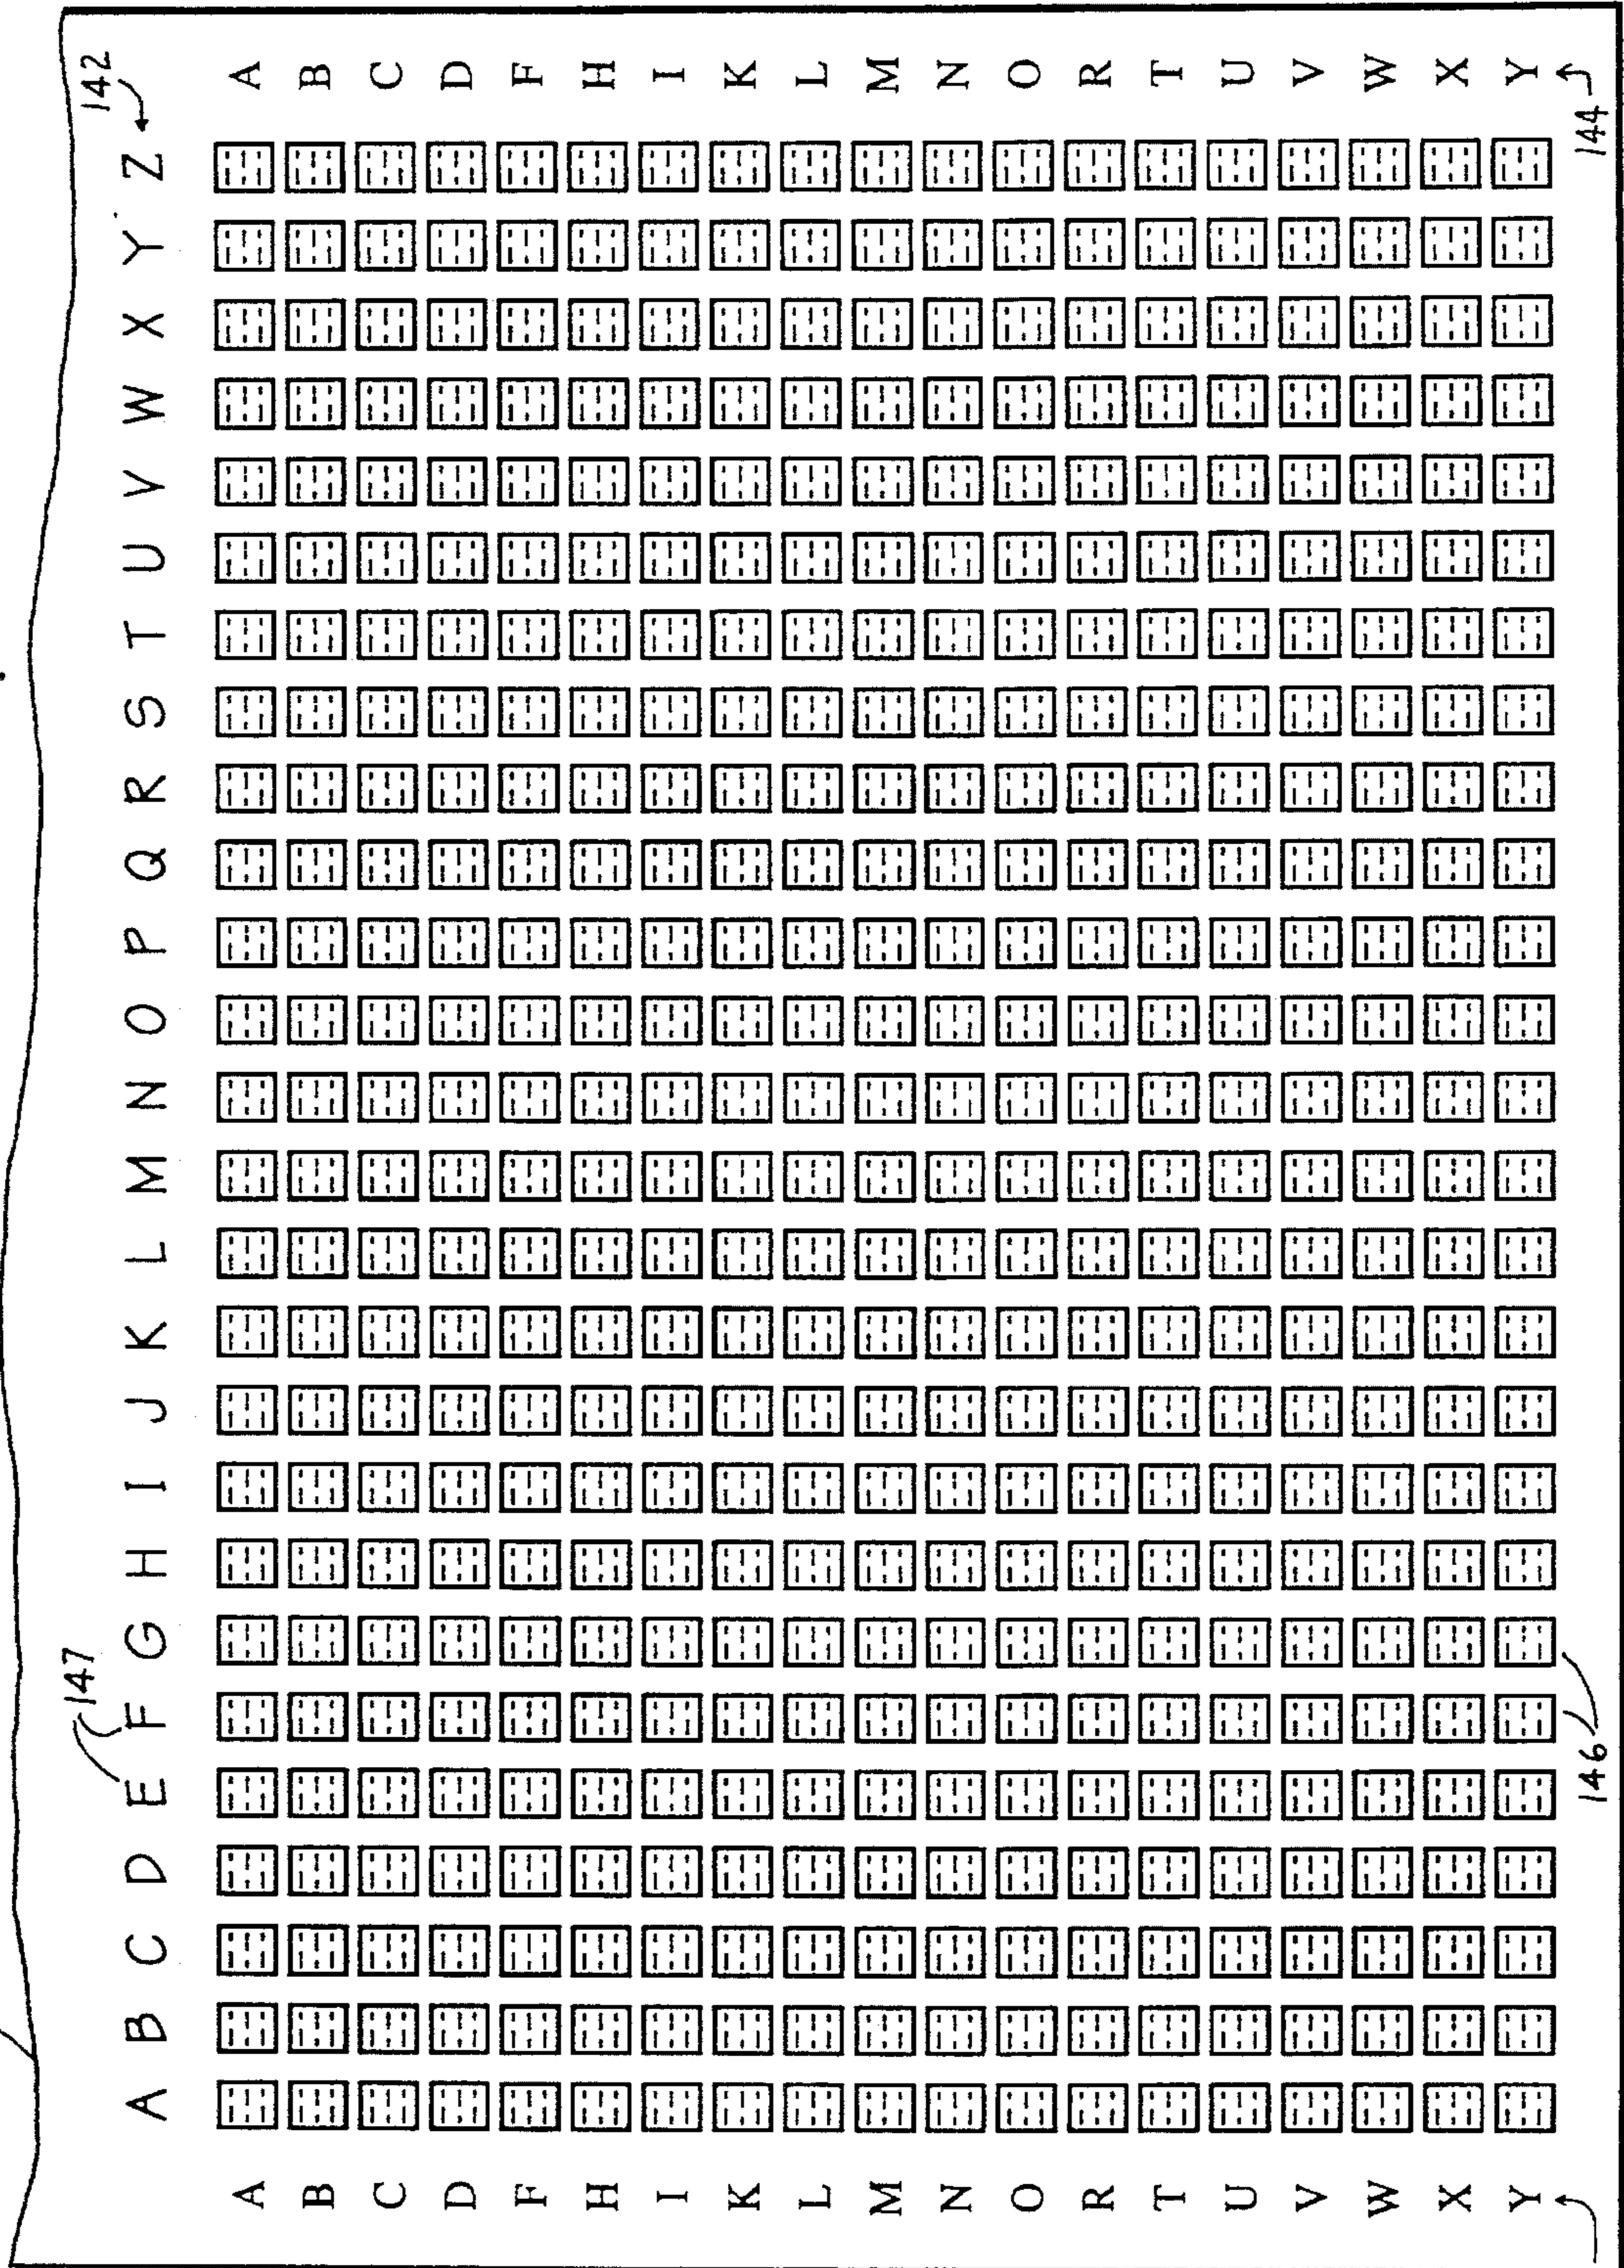 147 142
A B C D E F G H I J K L M N O P Q R S T U V W X Y Z
A A
B B
C C
D D
F F
H H
I I
K K
L L
M M
N N
O O
R R
T T
U U
V V
W W
X X
Y Y
146 144